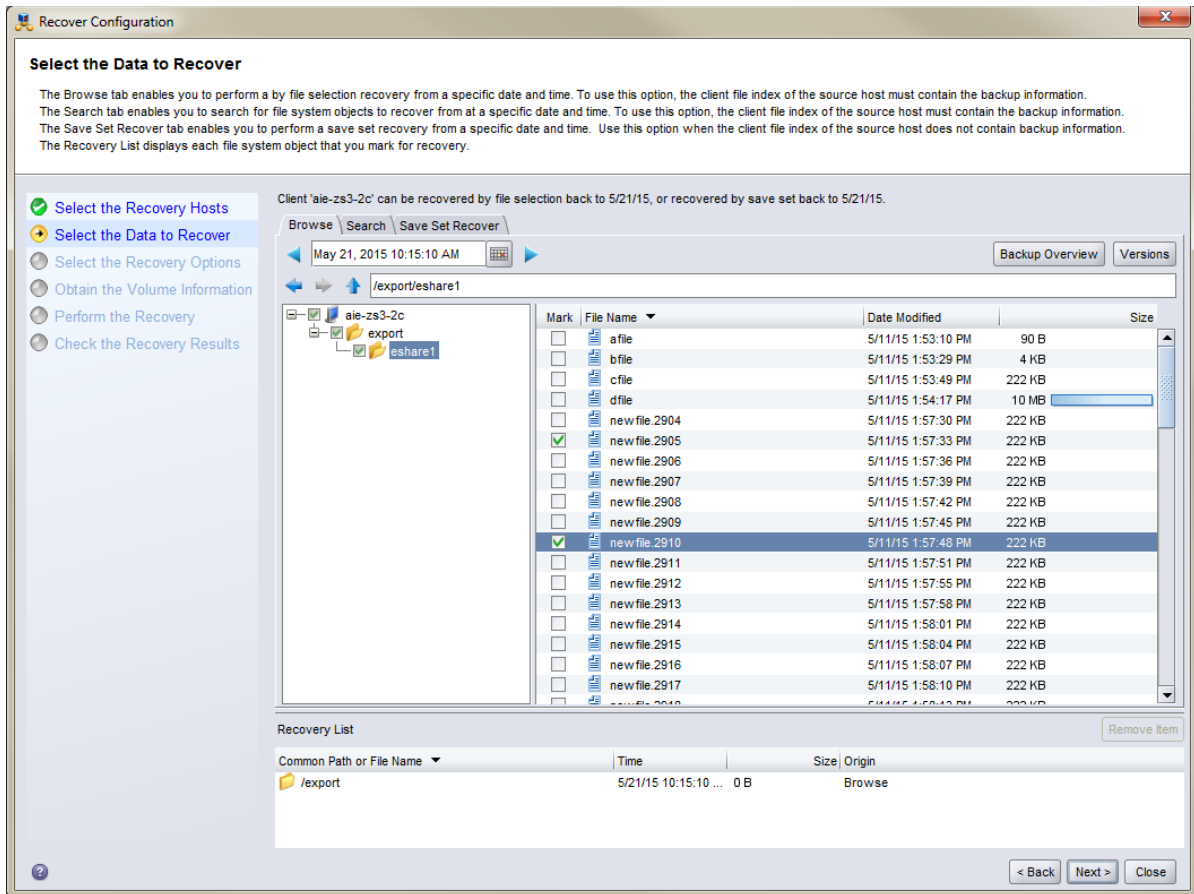 Recover Configuration
Select the Data to Recover
The Browse tab enables you to perform a by file selection recovery from a specific date and time. To use this option, the client file index of the source host must contain the backup information.
The Search tab enables you to search for file system objects to recover from at a specific date and time. To use this option, the client file index of the source host must contain the backup information.
The Save Set Recover tab enables you to perform a save set recovery from a specific date and time. Use this option when the client file index of the source host does not contain backup information.
The Recovery List displays each file system object that you mark for recovery.
Select the Recovery Hosts
Select the Data to Recover
Select the Recovery Options
Obtain the Volume Information
Perform the Recovery
Check the Recovery Results
Client 'aie-zs3-2c' can be recovered by file selection back to 5/21/15, or recovered by save set back to 5/21/15.
Browse Search Save Set Recover
May 21, 2015 10:15:10 AM Backup Overview Versions
/export/eshare1
aie-zs3-2c
export
eshare1
Mark File Name Date Modified Size
afile 5/11/15 1:53:10 PM 90 B
bfile 5/11/15 1:53:29 PM 4 KB
cfile 5/11/15 1:53:49 PM 222 KB
dfile 5/11/15 1:54:17 PM 10 MB
newfile.2904 5/11/15 1:57:30 PM 222 KB
newfile.2905 5/11/15 1:57:33 PM 222 KB
newfile.2906 5/11/15 1:57:36 PM 222 KB
newfile.2907 5/11/15 1:57:39 PM 222 KB
newfile.2908 5/11/15 1:57:42 PM 222 KB
newfile.2909 5/11/15 1:57:45 PM 222 KB
newfile.2910 5/11/15 1:57:48 PM 222 KB
newfile.2911 5/11/15 1:57:51 PM 222 KB
newfile.2912 5/11/15 1:57:55 PM 222 KB
newfile.2913 5/11/15 1:57:58 PM 222 KB
newfile.2914 5/11/15 1:58:01 PM 222 KB
newfile.2915 5/11/15 1:58:04 PM 222 KB
newfile.2916 5/11/15 1:58:07 PM 222 KB
newfile.2917 5/11/15 1:58:10 PM 222 KB
Recovery List Remove Item
Common Path or File Name Time Size Origin
/export 5/21/15 10:15:10 ... 0 B Browse
? < Back Next > Close